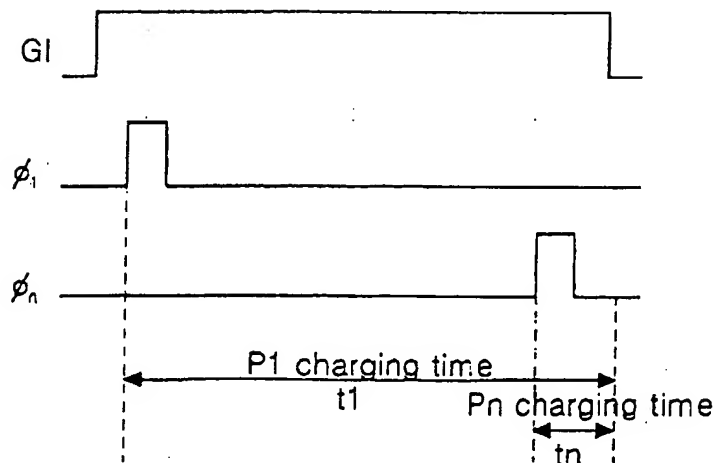 GI
ϕ₁
ϕₙ
P1 charging time
t1
Pn charging time
tn